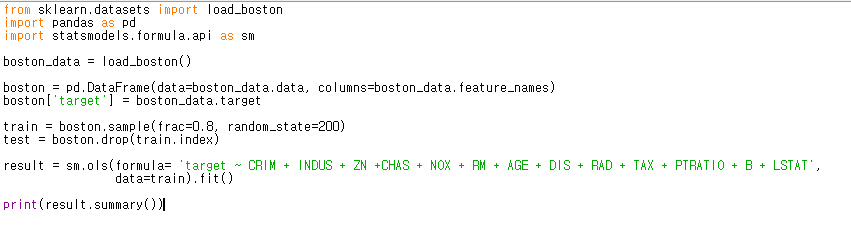 from sklearn.datasets import load_boston
import pandas as pd
import statsmodels.formula.api as sm

boston_data = load_boston()

boston = pd.DataFrame(data=boston_data.data, columns=boston_data.feature_names)
boston['target'] = boston_data.target

train = boston.sample(frac=0.8, random_state=200)
test = boston.drop(train.index)

result = sm.ols(formula= 'target ~ CRIM + INDUS + ZN +CHAS + NOX + RM + AGE + DIS + RAD + TAX + PTRATIO + B + LSTAT',
                data=train).fit()

print(result.summary())